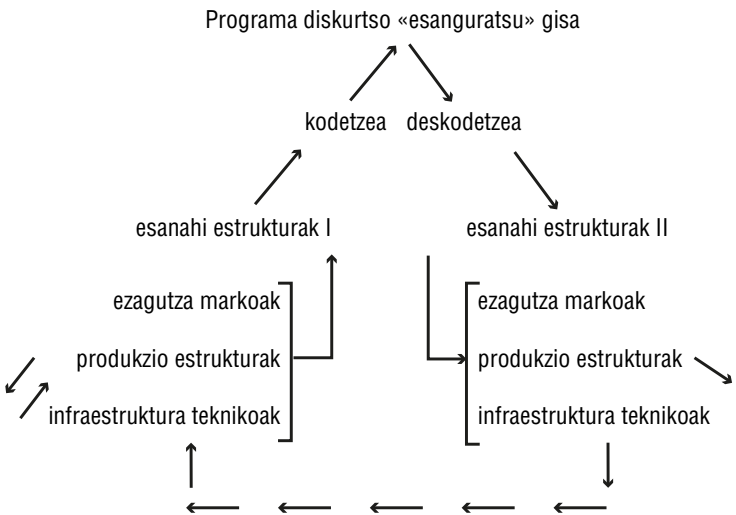 Programa diskurtso «esanguratsu» gisa
kodetzea deskodetzea
esanahi estrukturak I esanahi estrukturak II
ezagutza markoak ezagutza markoak
produkzio estrukturak produkzio estrukturak
infraestruktura teknikoak infraestruktura teknikoak